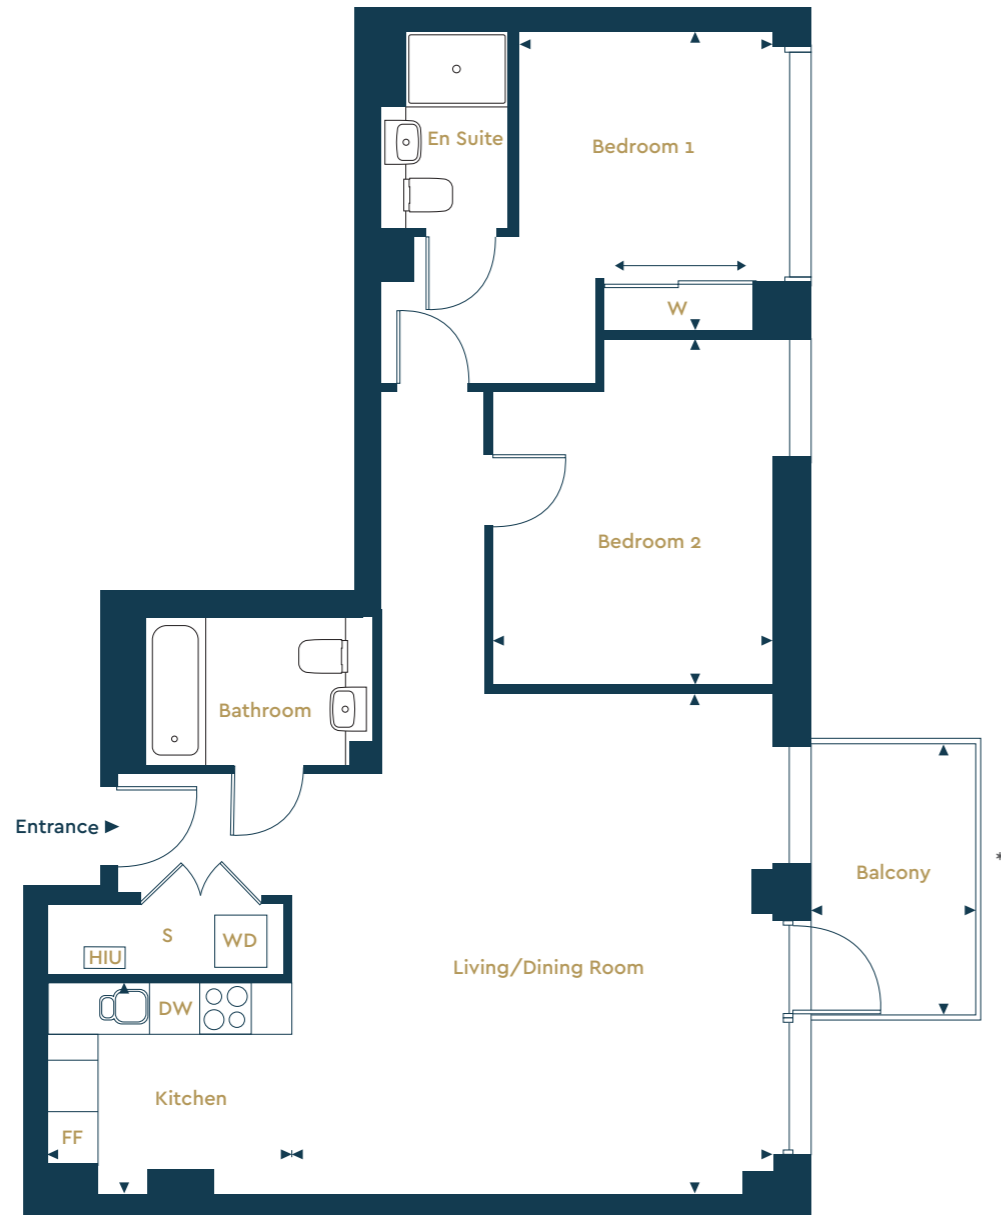 En Suite
Bedroom 1
W
Bedroom 2
Bathroom
Entrance
Balcony
*
S
WD
HIU
Living/Dining Room
DW
Kitchen
FF